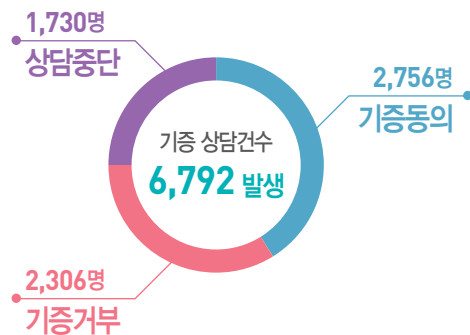 1,730명
상담중단
2,756명
기증동의
기증 상담건수
6,792 발생
2,306명
기증거부